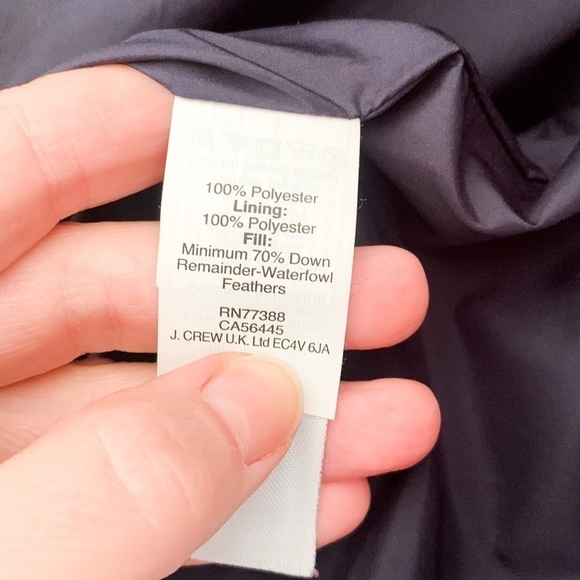 100% Polyester
Lining:
100% Polyester
Fill:
Minimum 70% Down
Remainder-Waterfowl
Feathers
RN77388
CA56445
J. CREW U.K. Ltd EC4V 6JA